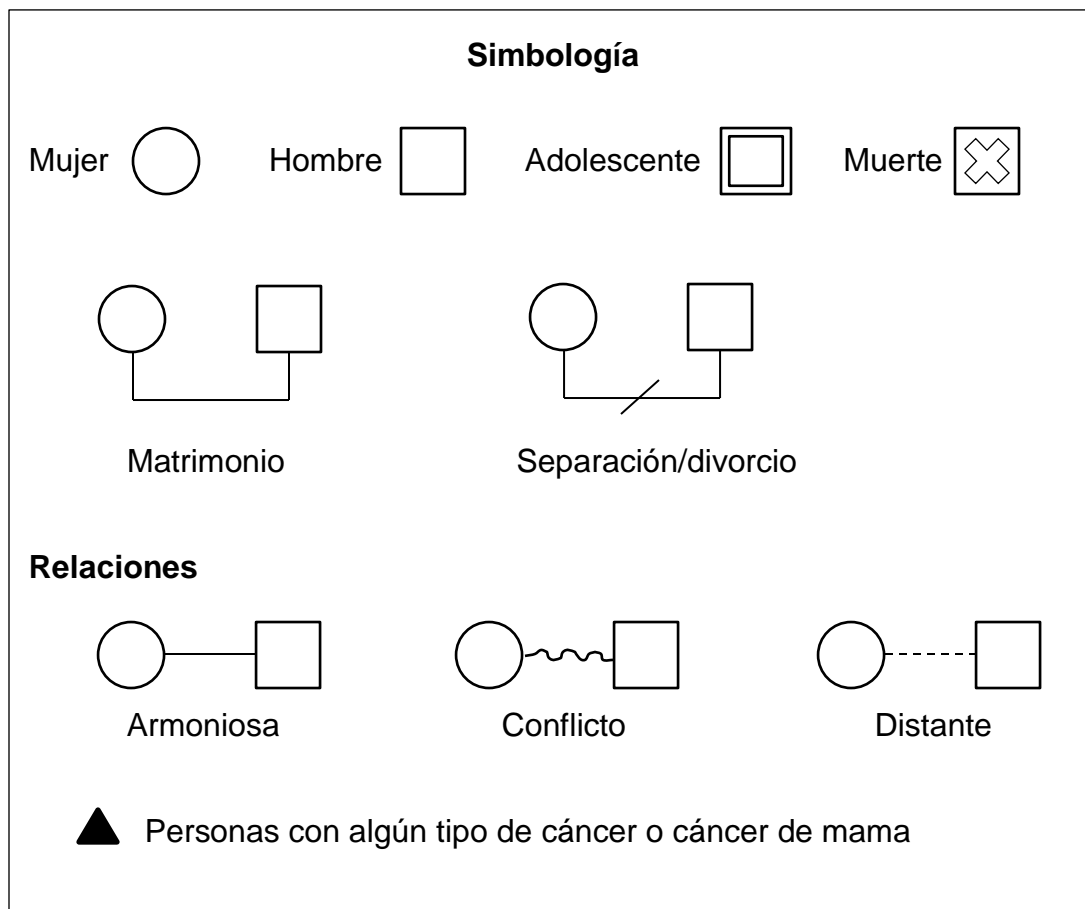 Simbología
Mujer Hombre Adolescente Muerte
Matrimonio Separación/divorcio
Relaciones
Armoniosa Conflicto Distante
Personas con algún tipo de cáncer o cáncer de mama